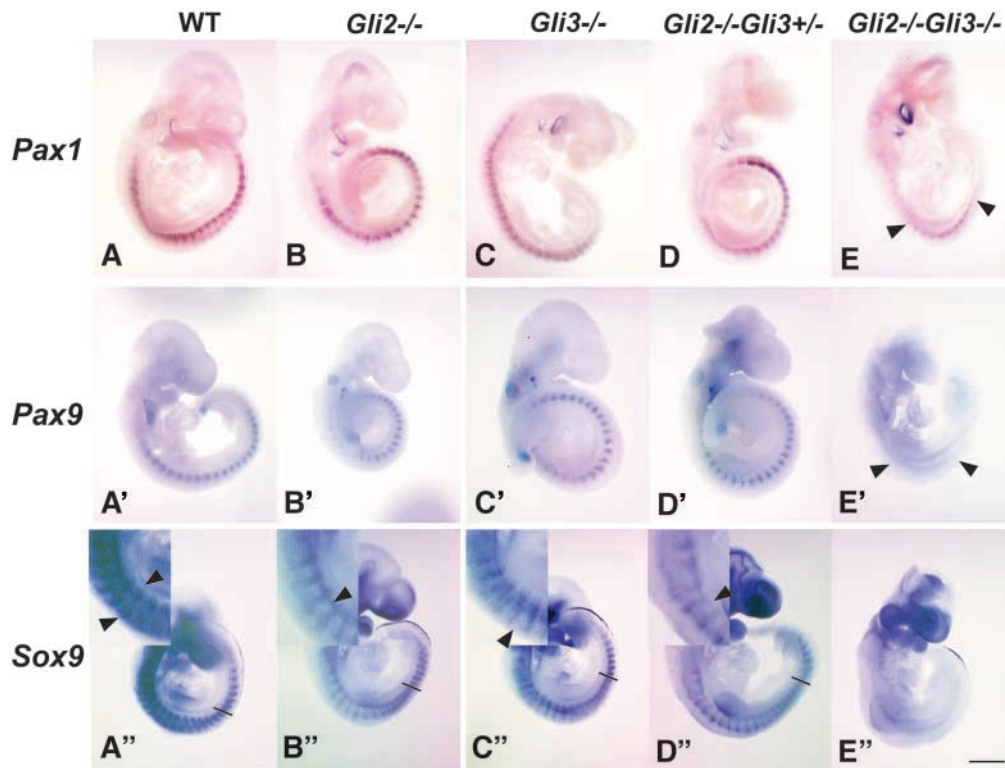 WT Gli2-/- Gli3-/- Gli2-/-Gli3+/- Gli2-/-Gli3-/-
Pax1
A B C D E
Pax9
A' B' C' D' E'
Sox9
A" B" C" D" E"